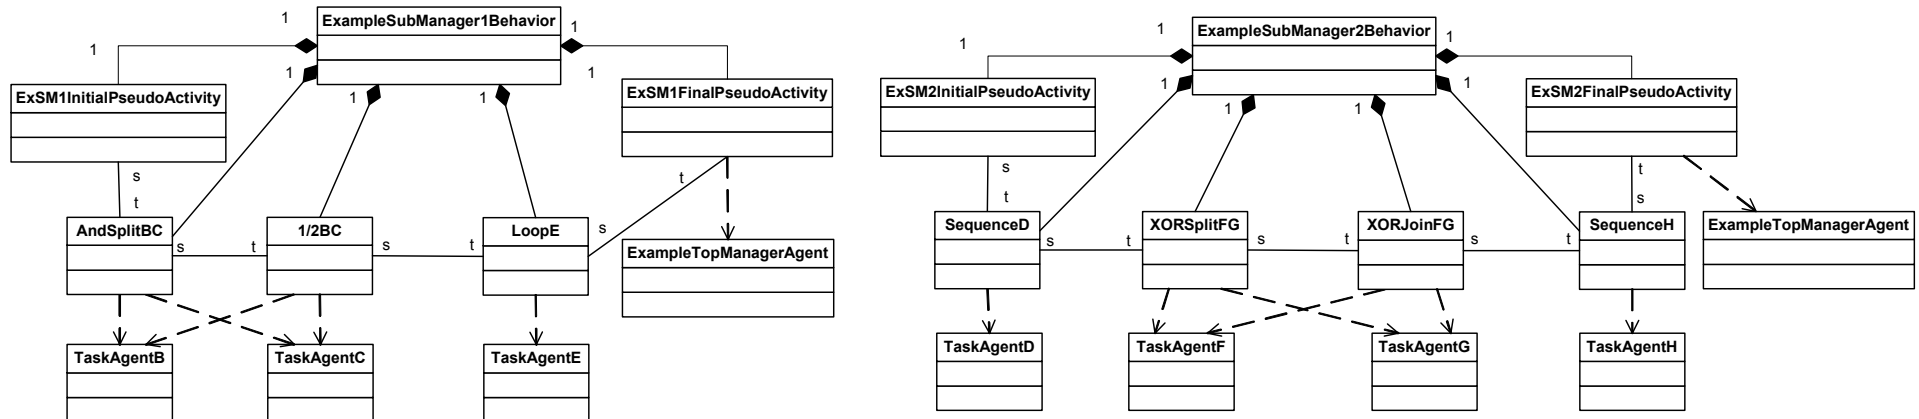 ExampleSubManager1Behavior
1
1
1
1
1
1
1
ExSM1InitialPseudoActivity
ExSM1FinalPseudoActivity
s
t
t
s
AndSplitBC
1/2BC
LoopE
s
t
s
t
ExampleTopManagerAgent
TaskAgentB
TaskAgentC
TaskAgentE
ExampleSubManager2Behavior
1
1
1
1
1
1
1
1
ExSM2InitialPseudoActivity
ExSM2FinalPseudoActivity
s
t
t
s
SequenceD
XORSplitFG
XORJoinFG
SequenceH
ExampleTopManagerAgent
s
t
s
t
s
t
TaskAgentD
TaskAgentF
TaskAgentG
TaskAgentH